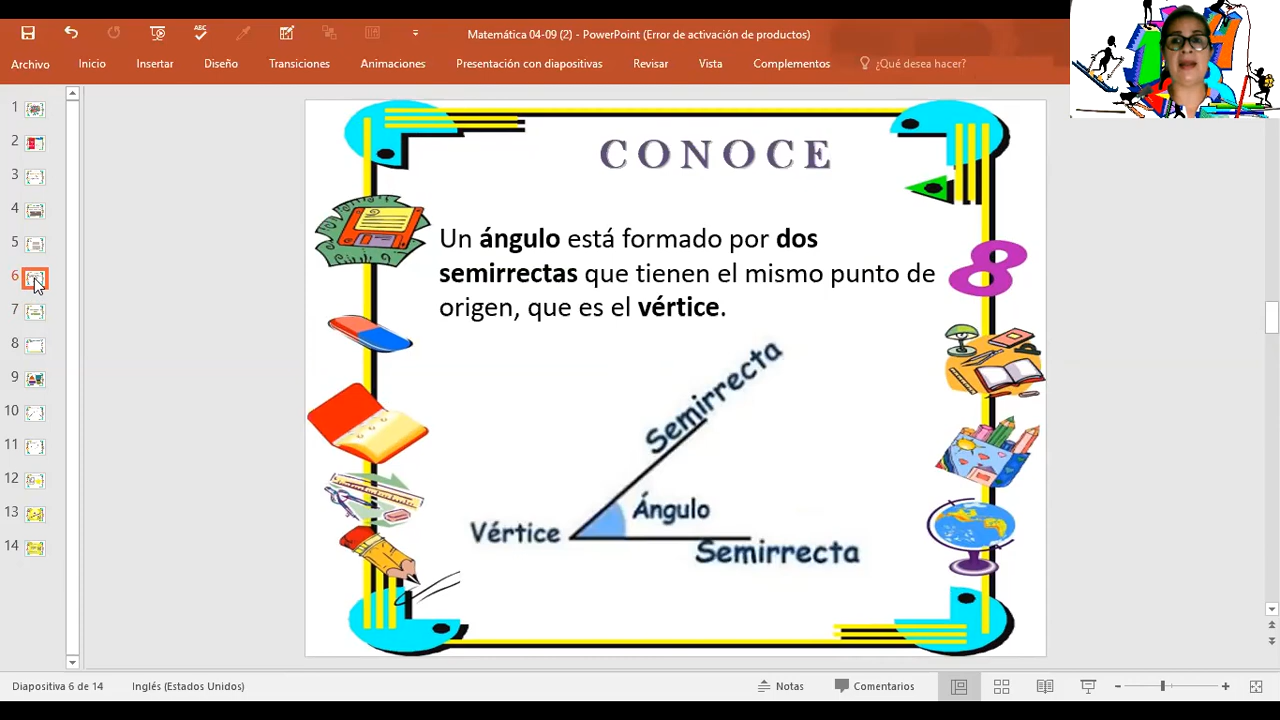 Matemática 04-09 (2) - PowerPoint (Error de activación de productos)
Archivo Inicio Insertar Diseño Transiciones Animaciones Presentación con diapositivas Revisar Vista Complementos ¿Qué desea hacer?
1
2
3
4
5
6
7
8
9
10
11
12
13
14
CONOCE
Un ángulo está formado por dos
semirrectas que tienen el mismo punto de
origen, que es el vértice.
8
Semirrecta
Ángulo
Vértice
Semirrecta
Diapositiva 6 de 14 Inglés (Estados Unidos) Notas Comentarios